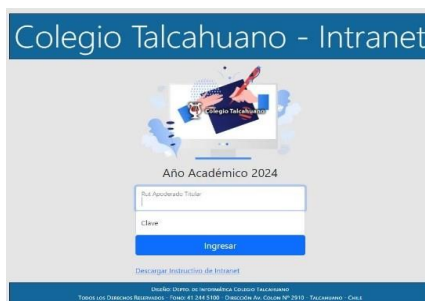 Colegio Talcahuano - Intranet
Colegio Talcahuano
Año Académico 2024
Rut Apoderado Titular
Clave
Ingresar
Descargar Instructivo de Intranet
Diseño: Depto. de Informática Colegio Talcahuano
Todos los Derechos Reservados - Fono: 41 244 5100 - Dirección Av. Colon Nº 2910 - Talcahuano - Chile